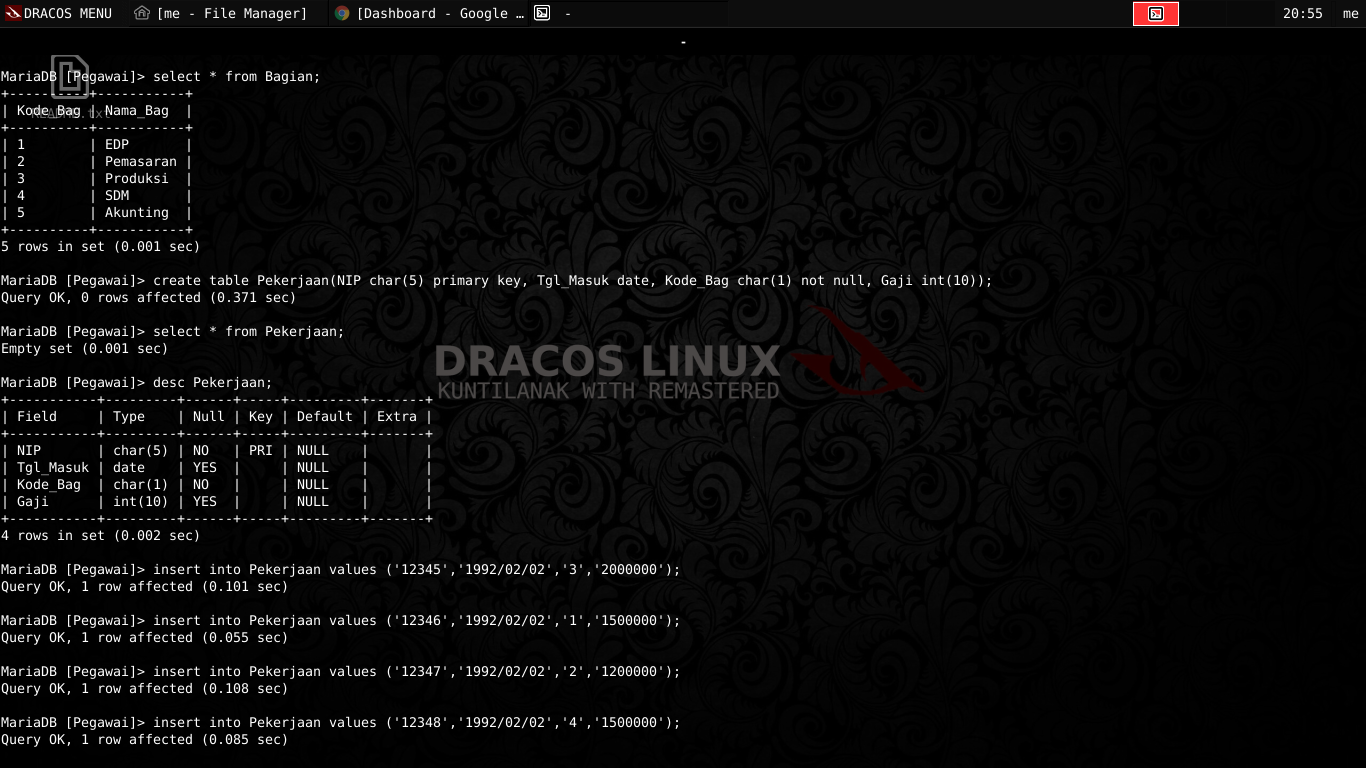 DRACOS MENU [me - File Manager] [Dashboard - Google … - 20:55 me
-
MariaDB [Pegawai]> select * from Bagian;
+----------+-----------+
| Kode_Bag | Nama_Bag  |
+----------+-----------+
| 1        | EDP       |
| 2        | Pemasaran |
| 3        | Produksi  |
| 4        | SDM       |
| 5        | Akunting  |
+----------+-----------+
5 rows in set (0.001 sec)
MariaDB [Pegawai]> create table Pekerjaan(NIP char(5) primary key, Tgl_Masuk date, Kode_Bag char(1) not null, Gaji int(10));
Query OK, 0 rows affected (0.371 sec)
MariaDB [Pegawai]> select * from Pekerjaan;
Empty set (0.001 sec)
DRACOS LINUX
KUNTILANAK WITH REMASTERED
MariaDB [Pegawai]> desc Pekerjaan;
+-----------+---------+------+-----+---------+-------+
| Field     | Type    | Null | Key | Default | Extra |
+-----------+---------+------+-----+---------+-------+
| NIP       | char(5) | NO   | PRI | NULL    |       |
| Tgl_Masuk | date    | YES  |     | NULL    |       |
| Kode_Bag  | char(1) | NO   |     | NULL    |       |
| Gaji      | int(10) | YES  |     | NULL    |       |
+-----------+---------+------+-----+---------+-------+
4 rows in set (0.002 sec)
MariaDB [Pegawai]> insert into Pekerjaan values ('12345','1992/02/02','3','2000000');
Query OK, 1 row affected (0.101 sec)
MariaDB [Pegawai]> insert into Pekerjaan values ('12346','1992/02/02','1','1500000');
Query OK, 1 row affected (0.055 sec)
MariaDB [Pegawai]> insert into Pekerjaan values ('12347','1992/02/02','2','1200000');
Query OK, 1 row affected (0.108 sec)
MariaDB [Pegawai]> insert into Pekerjaan values ('12348','1992/02/02','4','1500000');
Query OK, 1 row affected (0.085 sec)